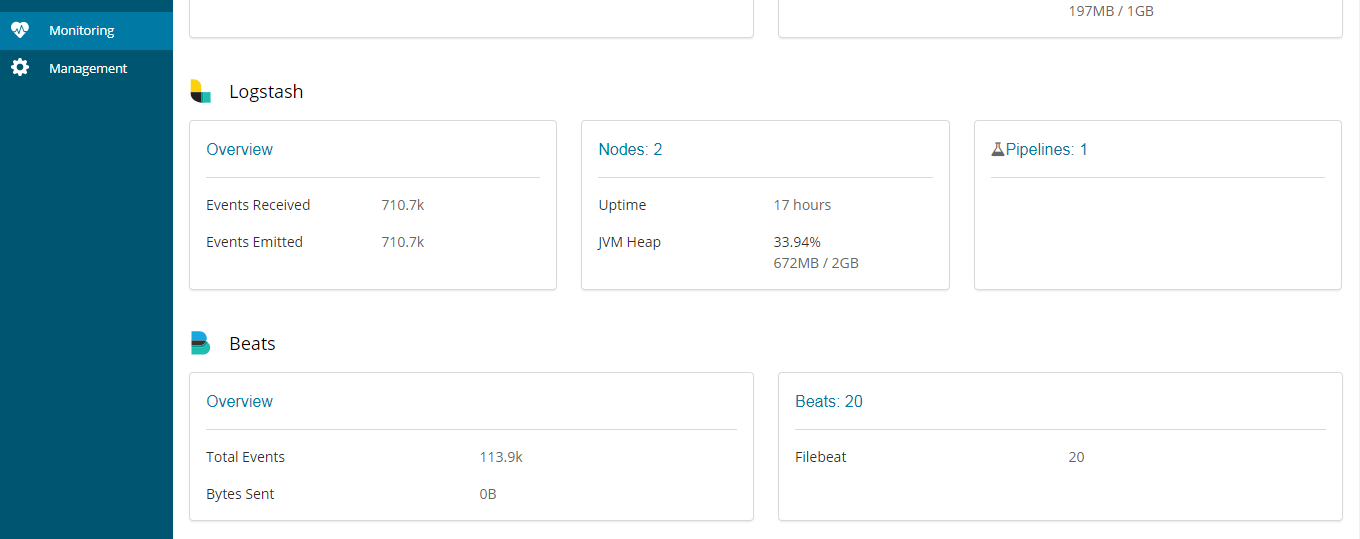 197MB / 1GB
Monitoring
Management
Logstash
Overview
Events Received 710.7k
Events Emitted 710.7k
Nodes: 2
Uptime 17 hours
JVM Heap 33.94%
672MB / 2GB
Pipelines: 1
Beats
Overview
Total Events 113.9k
Bytes Sent 0B
Beats: 20
Filebeat 20